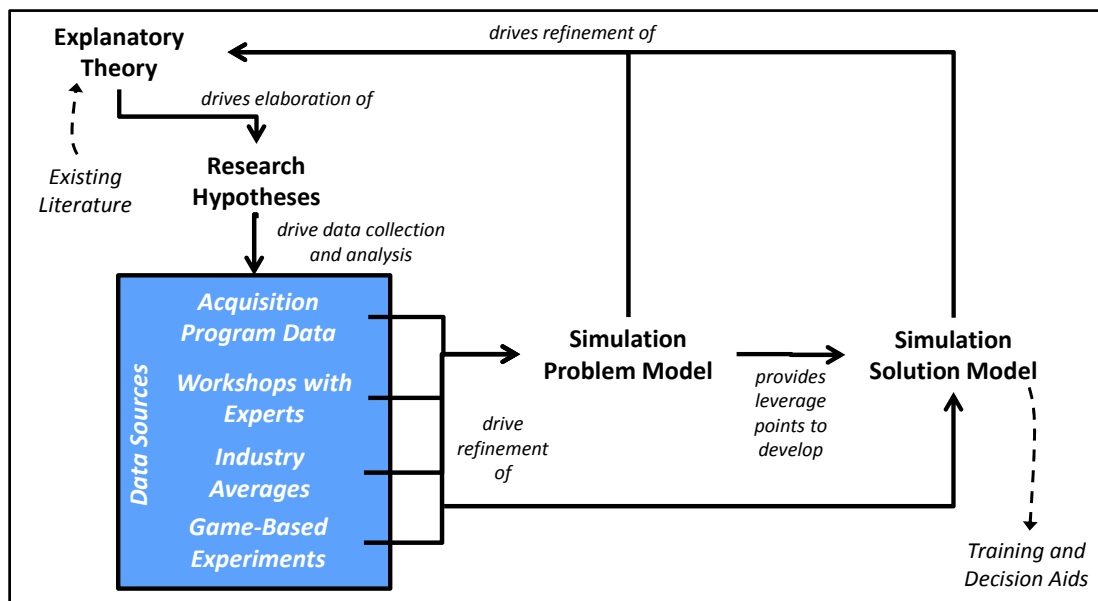 Explanatory
Theory
drives refinement of
drives elaboration of
Existing
Literature
Research
Hypotheses
drive data collection
and analysis
Data Sources
Acquisition
Program Data
Workshops with
Experts
Industry
Averages
Game-Based
Experiments
drive
refinement
of
Simulation
Problem Model
provides
leverage
points to
develop
Simulation
Solution Model
Training and
Decision Aids